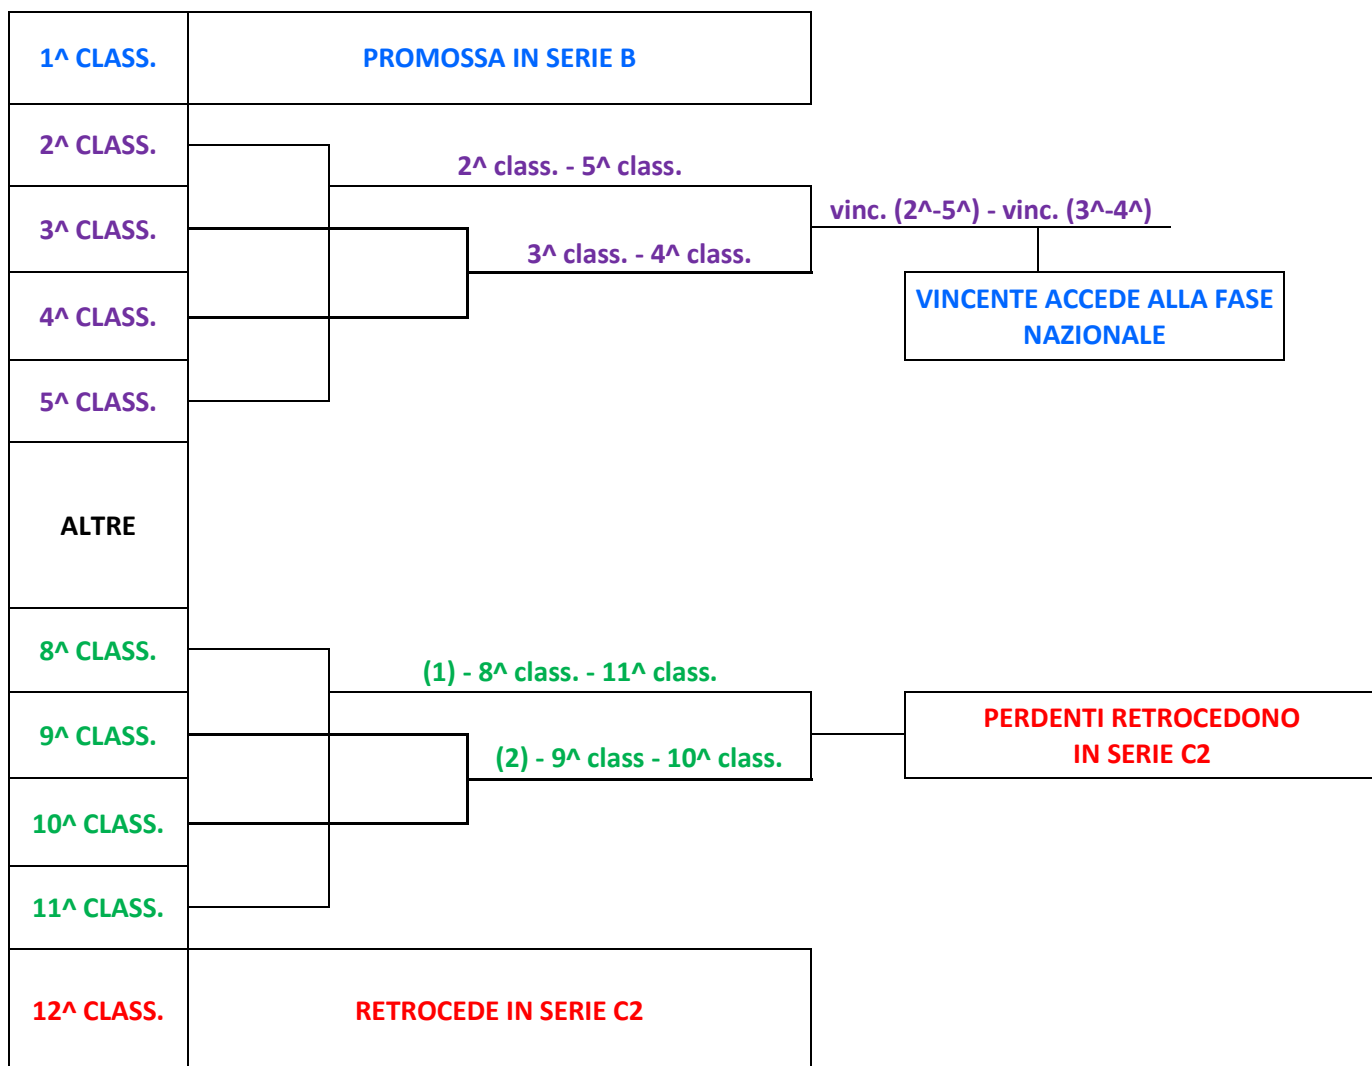 1^ CLASS.
PROMOSSA IN SERIE B
2^ CLASS.
2^ class. - 5^ class.
3^ CLASS.
vinc. (2^-5^) - vinc. (3^-4^)
3^ class. - 4^ class.
4^ CLASS.
VINCENTE ACCEDE ALLA FASE
NAZIONALE
5^ CLASS.
ALTRE
8^ CLASS.
(1) - 8^ class. - 11^ class.
9^ CLASS.
(2) - 9^ class - 10^ class.
PERDENTI RETROCEDONO
IN SERIE C2
10^ CLASS.
11^ CLASS.
12^ CLASS.
RETROCEDE IN SERIE C2